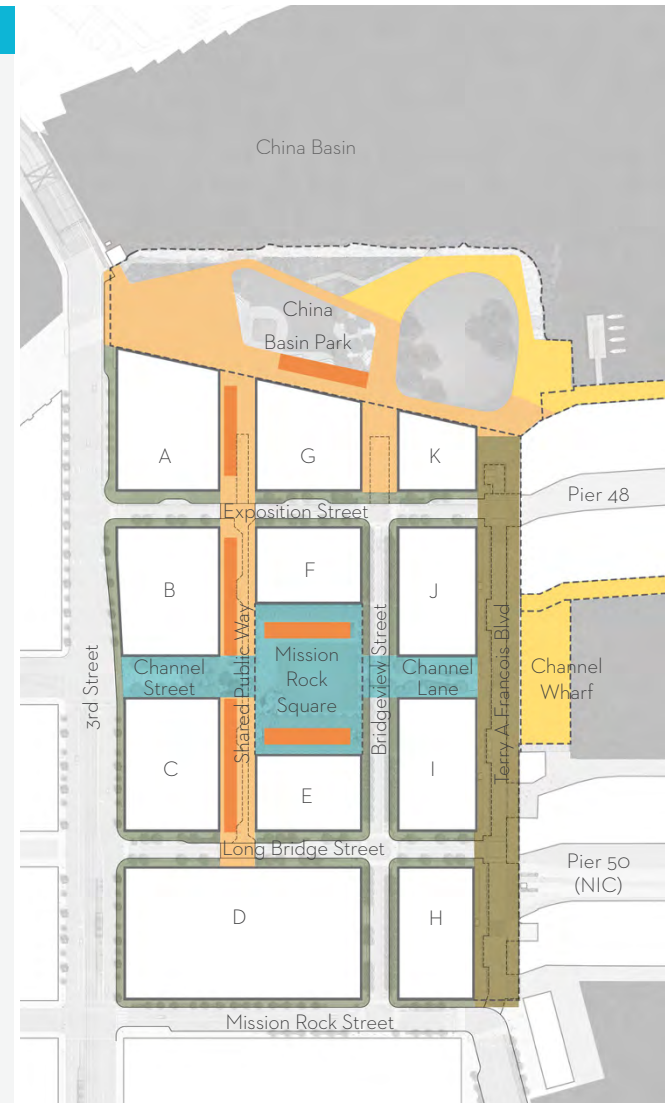 China Basin
China
Basin Park
A
G
K
Pier 48
Exposition Street
B
F
J
3rd Street
Channel
Street
Shared Public Way
Mission
Rock
Square
Bridgeview Street
Channel
Lane
Terry A Francois Blvd
Channel
Wharf
C
E
I
Long Bridge Street
Pier 50
(NIC)
D
H
Mission Rock Street